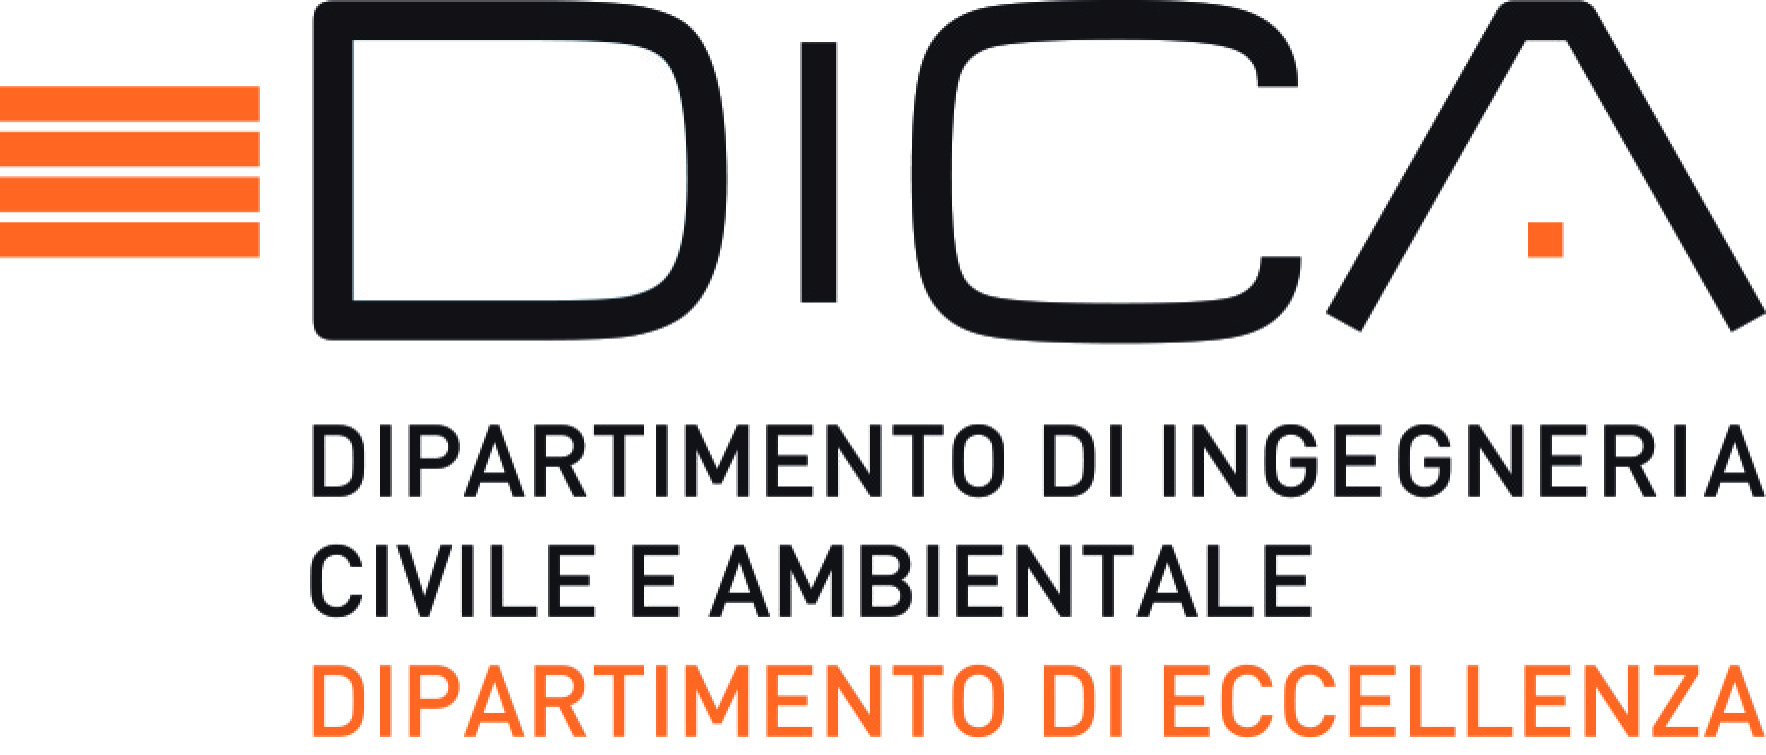 DICA
DIPARTIMENTO DI INGEGNERIA
CIVILE E AMBIENTALE
DIPARTIMENTO DI ECCELLENZA